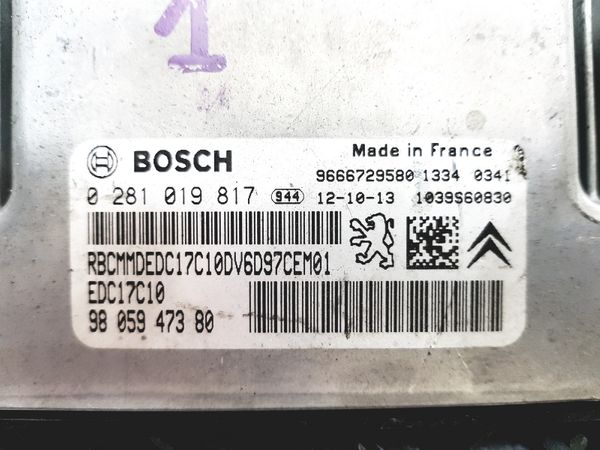 1
BOSCH
Made in France
9666729580 1334 0341
0 281 019 817 944 12-10-13 1039S60830
RBCMMDEDC17C10DV6D97CEM01
EDC17C10
98 059 473 80